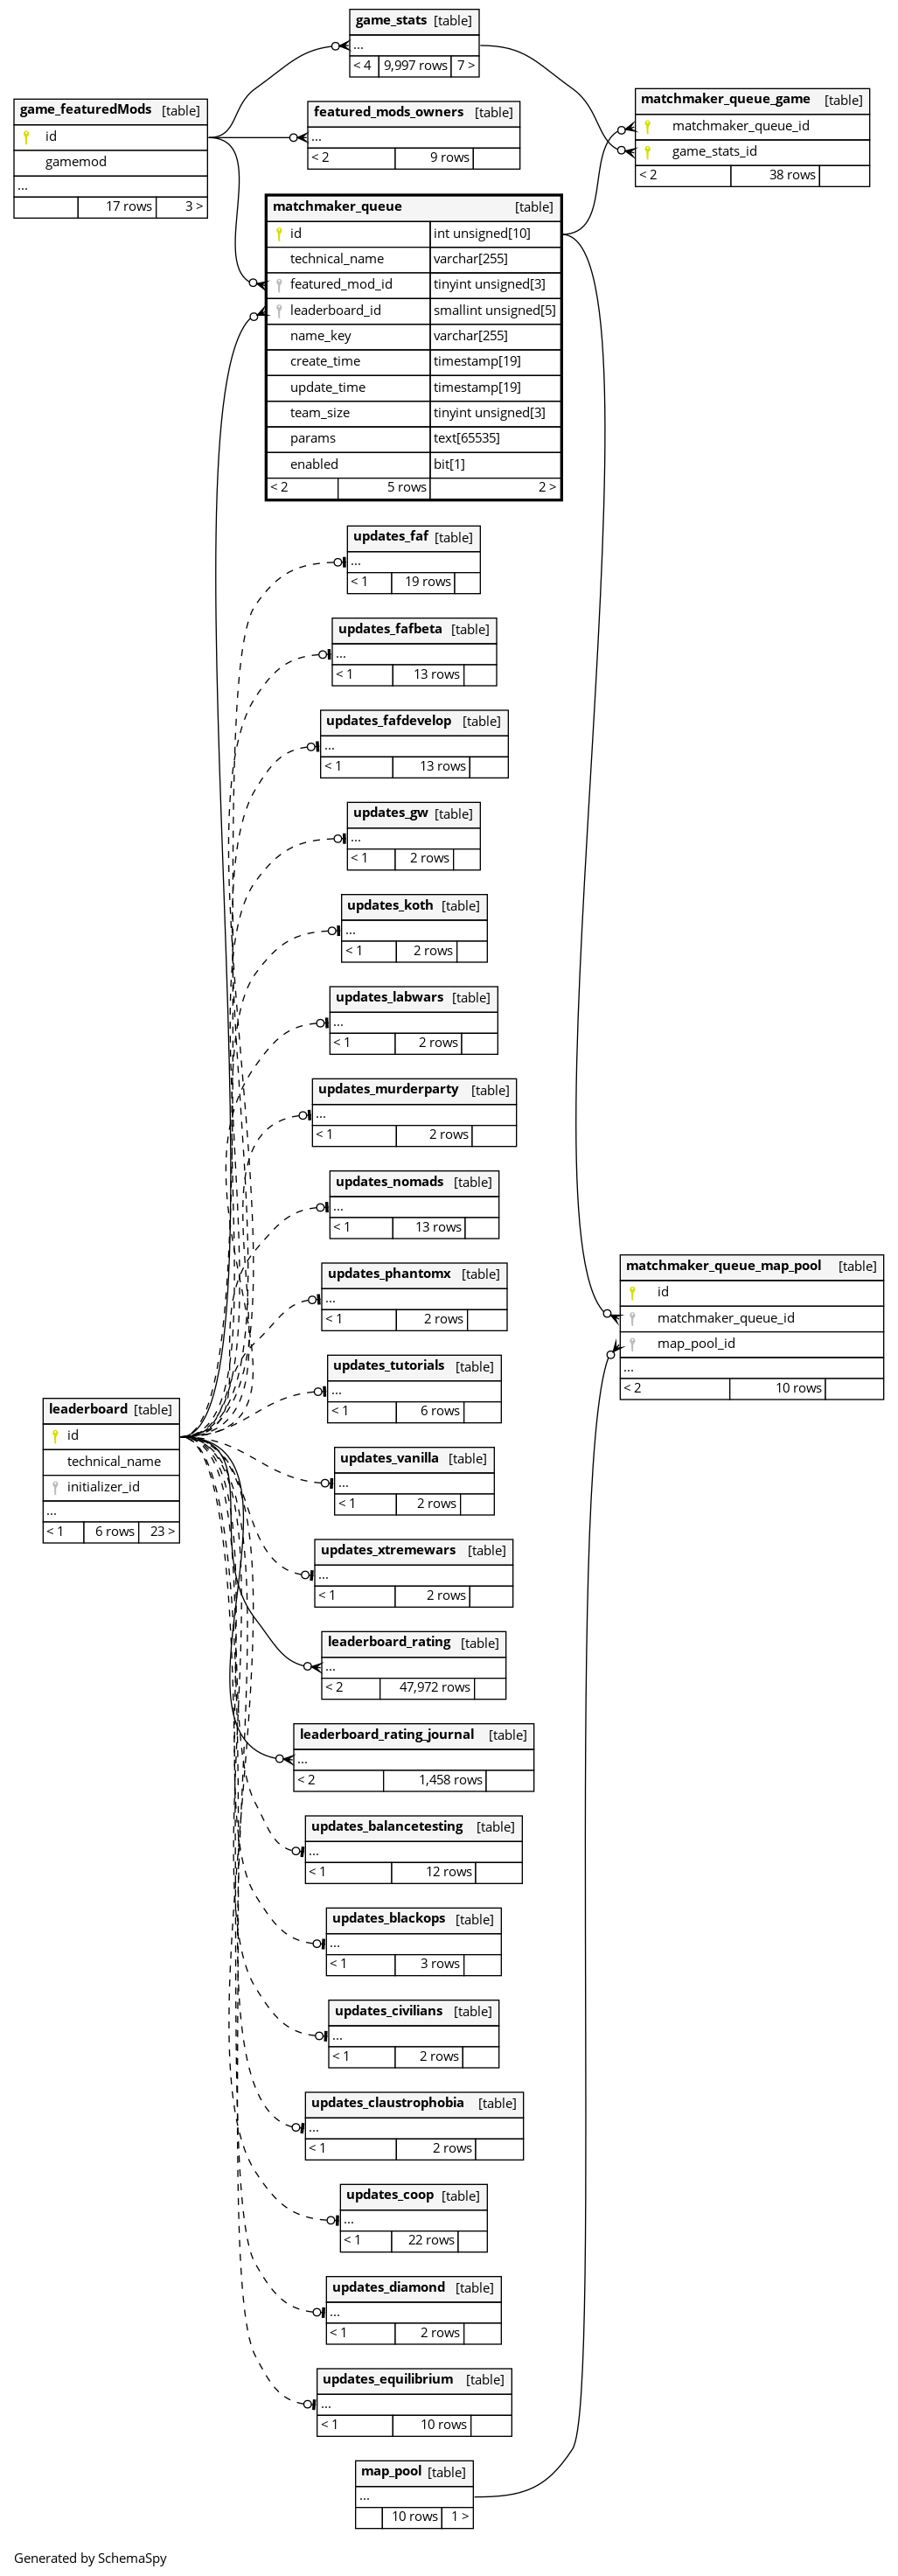 game_stats [table]
...
< 4 9,997 rows 7 >
game_featuredMods [table]
id
gamemod
...
17 rows 3 >
featured_mods_owners [table]
...
< 2 9 rows
matchmaker_queue_game [table]
matchmaker_queue_id
game_stats_id
< 2 38 rows
matchmaker_queue [table]
id int unsigned[10]
technical_name varchar[255]
featured_mod_id tinyint unsigned[3]
leaderboard_id smallint unsigned[5]
name_key varchar[255]
create_time timestamp[19]
update_time timestamp[19]
team_size tinyint unsigned[3]
params text[65535]
enabled bit[1]
< 2 5 rows 2 >
updates_faf [table]
...
< 1 19 rows
updates_fafbeta [table]
...
< 1 13 rows
updates_fafdevelop [table]
...
< 1 13 rows
updates_gw [table]
...
< 1 2 rows
updates_koth [table]
...
< 1 2 rows
updates_labwars [table]
...
< 1 2 rows
updates_murderparty [table]
...
< 1 2 rows
updates_nomads [table]
...
< 1 13 rows
updates_phantomx [table]
...
< 1 2 rows
matchmaker_queue_map_pool [table]
id
matchmaker_queue_id
map_pool_id
...
< 2 10 rows
updates_tutorials [table]
...
< 1 6 rows
leaderboard [table]
id
technical_name
initializer_id
...
< 1 6 rows 23 >
updates_vanilla [table]
...
< 1 2 rows
updates_xtremewars [table]
...
< 1 2 rows
leaderboard_rating [table]
...
< 2 47,972 rows
leaderboard_rating_journal [table]
...
< 2 1,458 rows
updates_balancetesting [table]
...
< 1 12 rows
updates_blackops [table]
...
< 1 3 rows
updates_civilians [table]
...
< 1 2 rows
updates_claustrophobia [table]
...
< 1 2 rows
updates_coop [table]
...
< 1 22 rows
updates_diamond [table]
...
< 1 2 rows
updates_equilibrium [table]
...
< 1 10 rows
map_pool [table]
...
10 rows 1 >
Generated by SchemaSpy